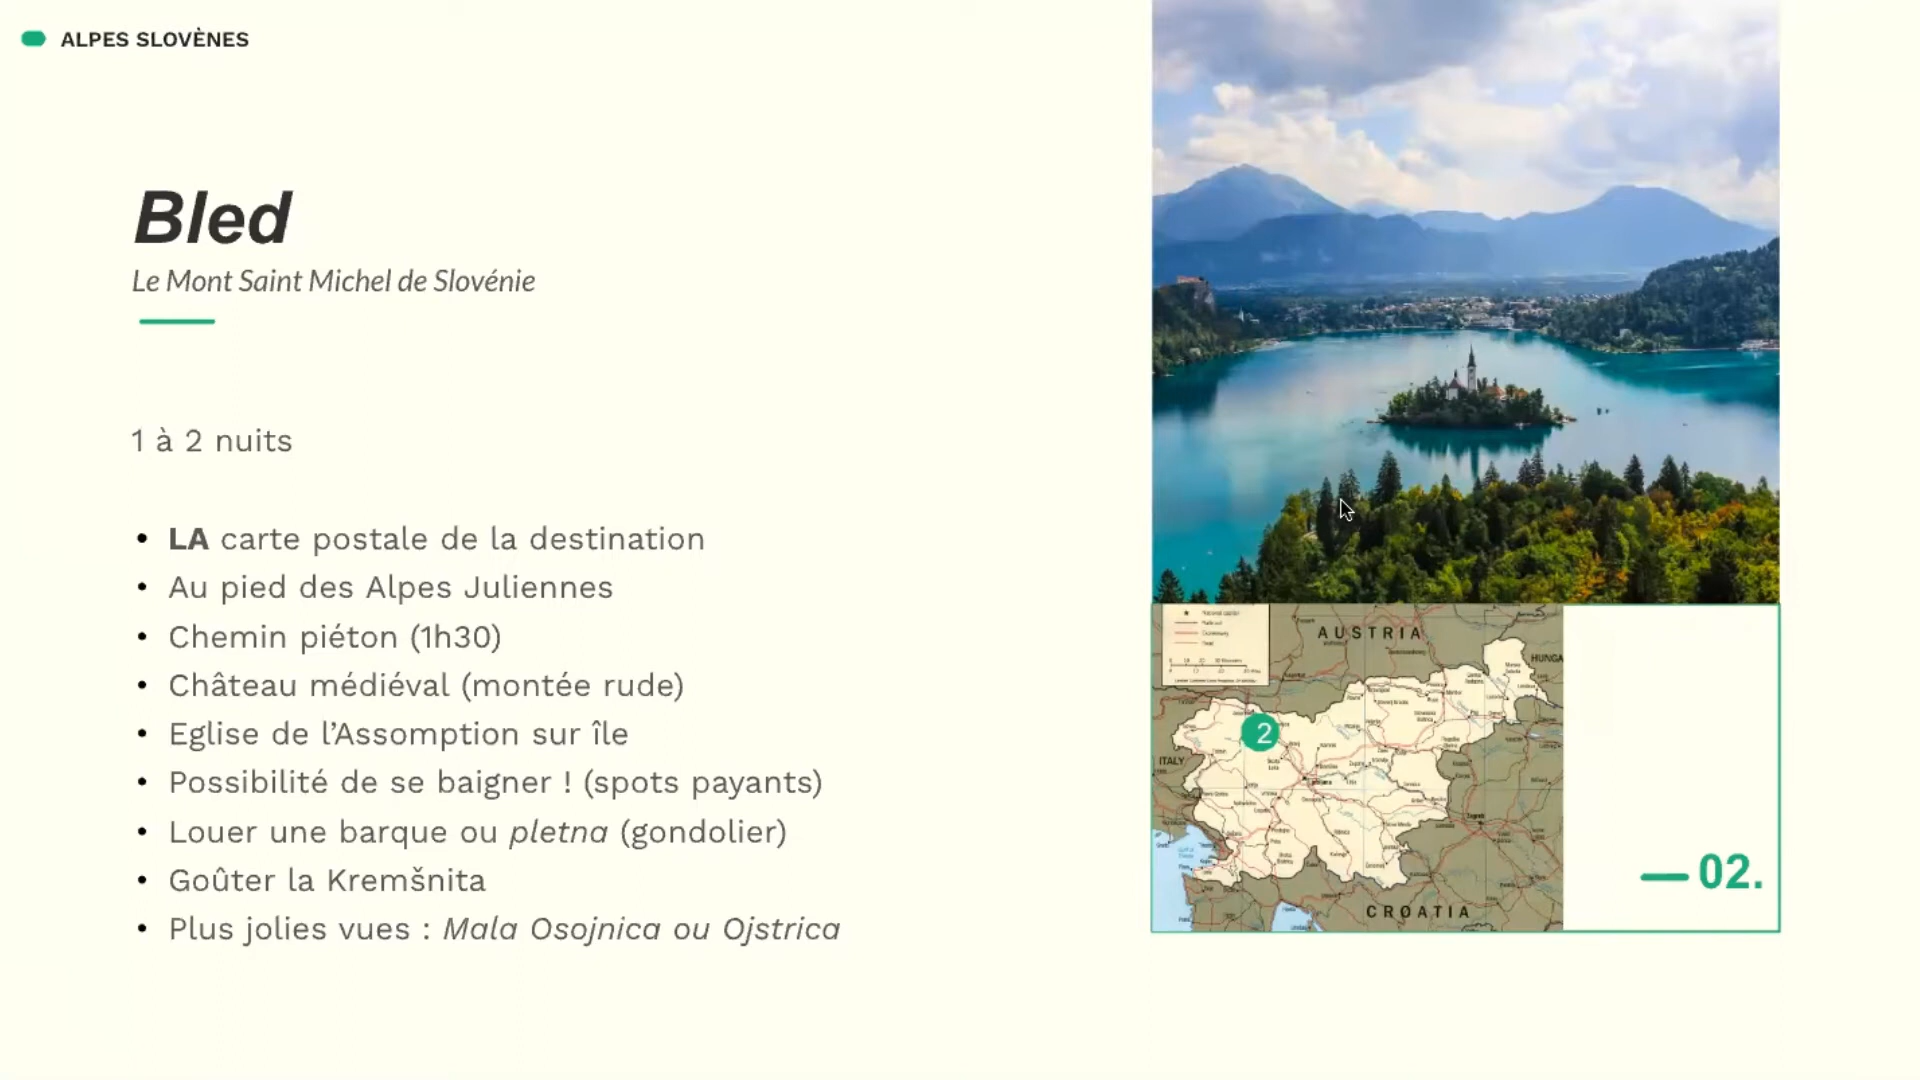 ALPES SLOVÈNES
Bled
Le Mont Saint Michel de Slovénie
1 à 2 nuits
• LA carte postale de la destination
• Au pied des Alpes Juliennes
• Chemin piéton (1h30)
• Château médiéval (montée rude)
• Eglise de l’Assomption sur île
• Possibilité de se baigner ! (spots payants)
• Louer une barque ou pletna (gondolier)
• Goûter la Kremšnita
• Plus jolies vues : Mala Osojnica ou Ojstrica
AUSTRIA
HUNGA
2
ITALY
CROATIA
02.